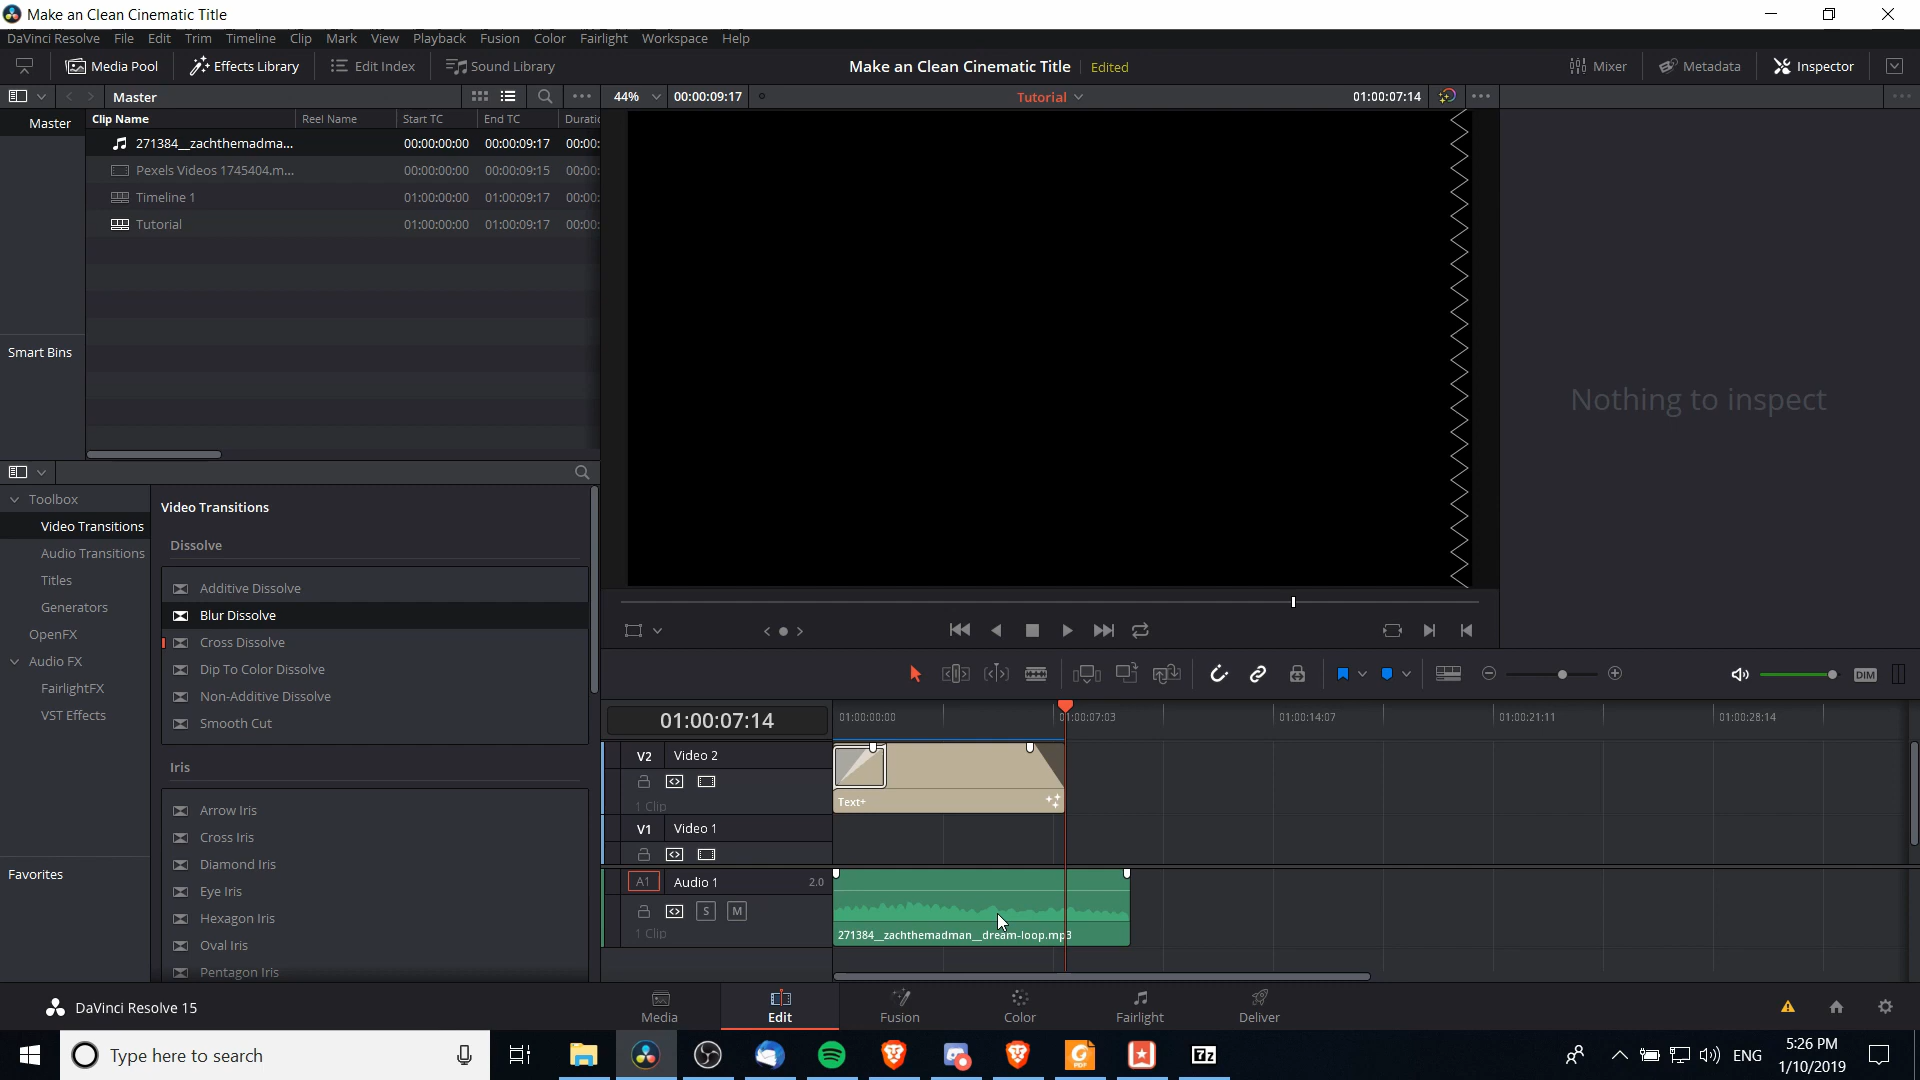 Make an Clean Cinematic Title
DaVinci Resolve File Edit Trim Timeline Clip Mark View Playback Fusion Color Fairlight Workspace Help
Media Pool Effects Library Edit Index Sound Library Make an Clean Cinematic Title Edited Mixer Metadata Inspector
Master 44% 00:00:09:17 Tutorial 01:00:07:14
Master Clip Name Reel Name Start TC End TC Duratic
271384__zachthemadma... 00:00:00:00 00:00:09:17 00:00:
Pexels Videos 1745404.m... 00:00:00:00 00:00:09:15 00:00:
Timeline 1 01:00:00:00 01:00:09:17 00:00:
Tutorial 01:00:00:00 01:00:09:17 00:00:
Smart Bins
Nothing to inspect
Toolbox
Video Transitions
Audio Transitions
Titles
Generators
OpenFX
Audio FX
FairlightFX
VST Effects
Favorites
Video Transitions
Dissolve
Additive Dissolve
Blur Dissolve
Cross Dissolve
Dip To Color Dissolve
Non-Additive Dissolve
Smooth Cut
Iris
Arrow Iris
Cross Iris
Diamond Iris
Eye Iris
Hexagon Iris
Oval Iris
Pentagon Iris
DIM
01:00:07:14 01:00:00:00 01:00:07:03 01:00:14:07 01:00:21:11 01:00:28:14
V2 Video 2
1 Clip
Text+
V1 Video 1
A1 Audio 1 2.0
S M
1 Clip
271384__zachthemadman__dream-loop.mp3
DaVinci Resolve 15
Media Edit Fusion Color Fairlight Deliver
Type here to search
PDF
7z
ENG
5:26 PM
1/10/2019